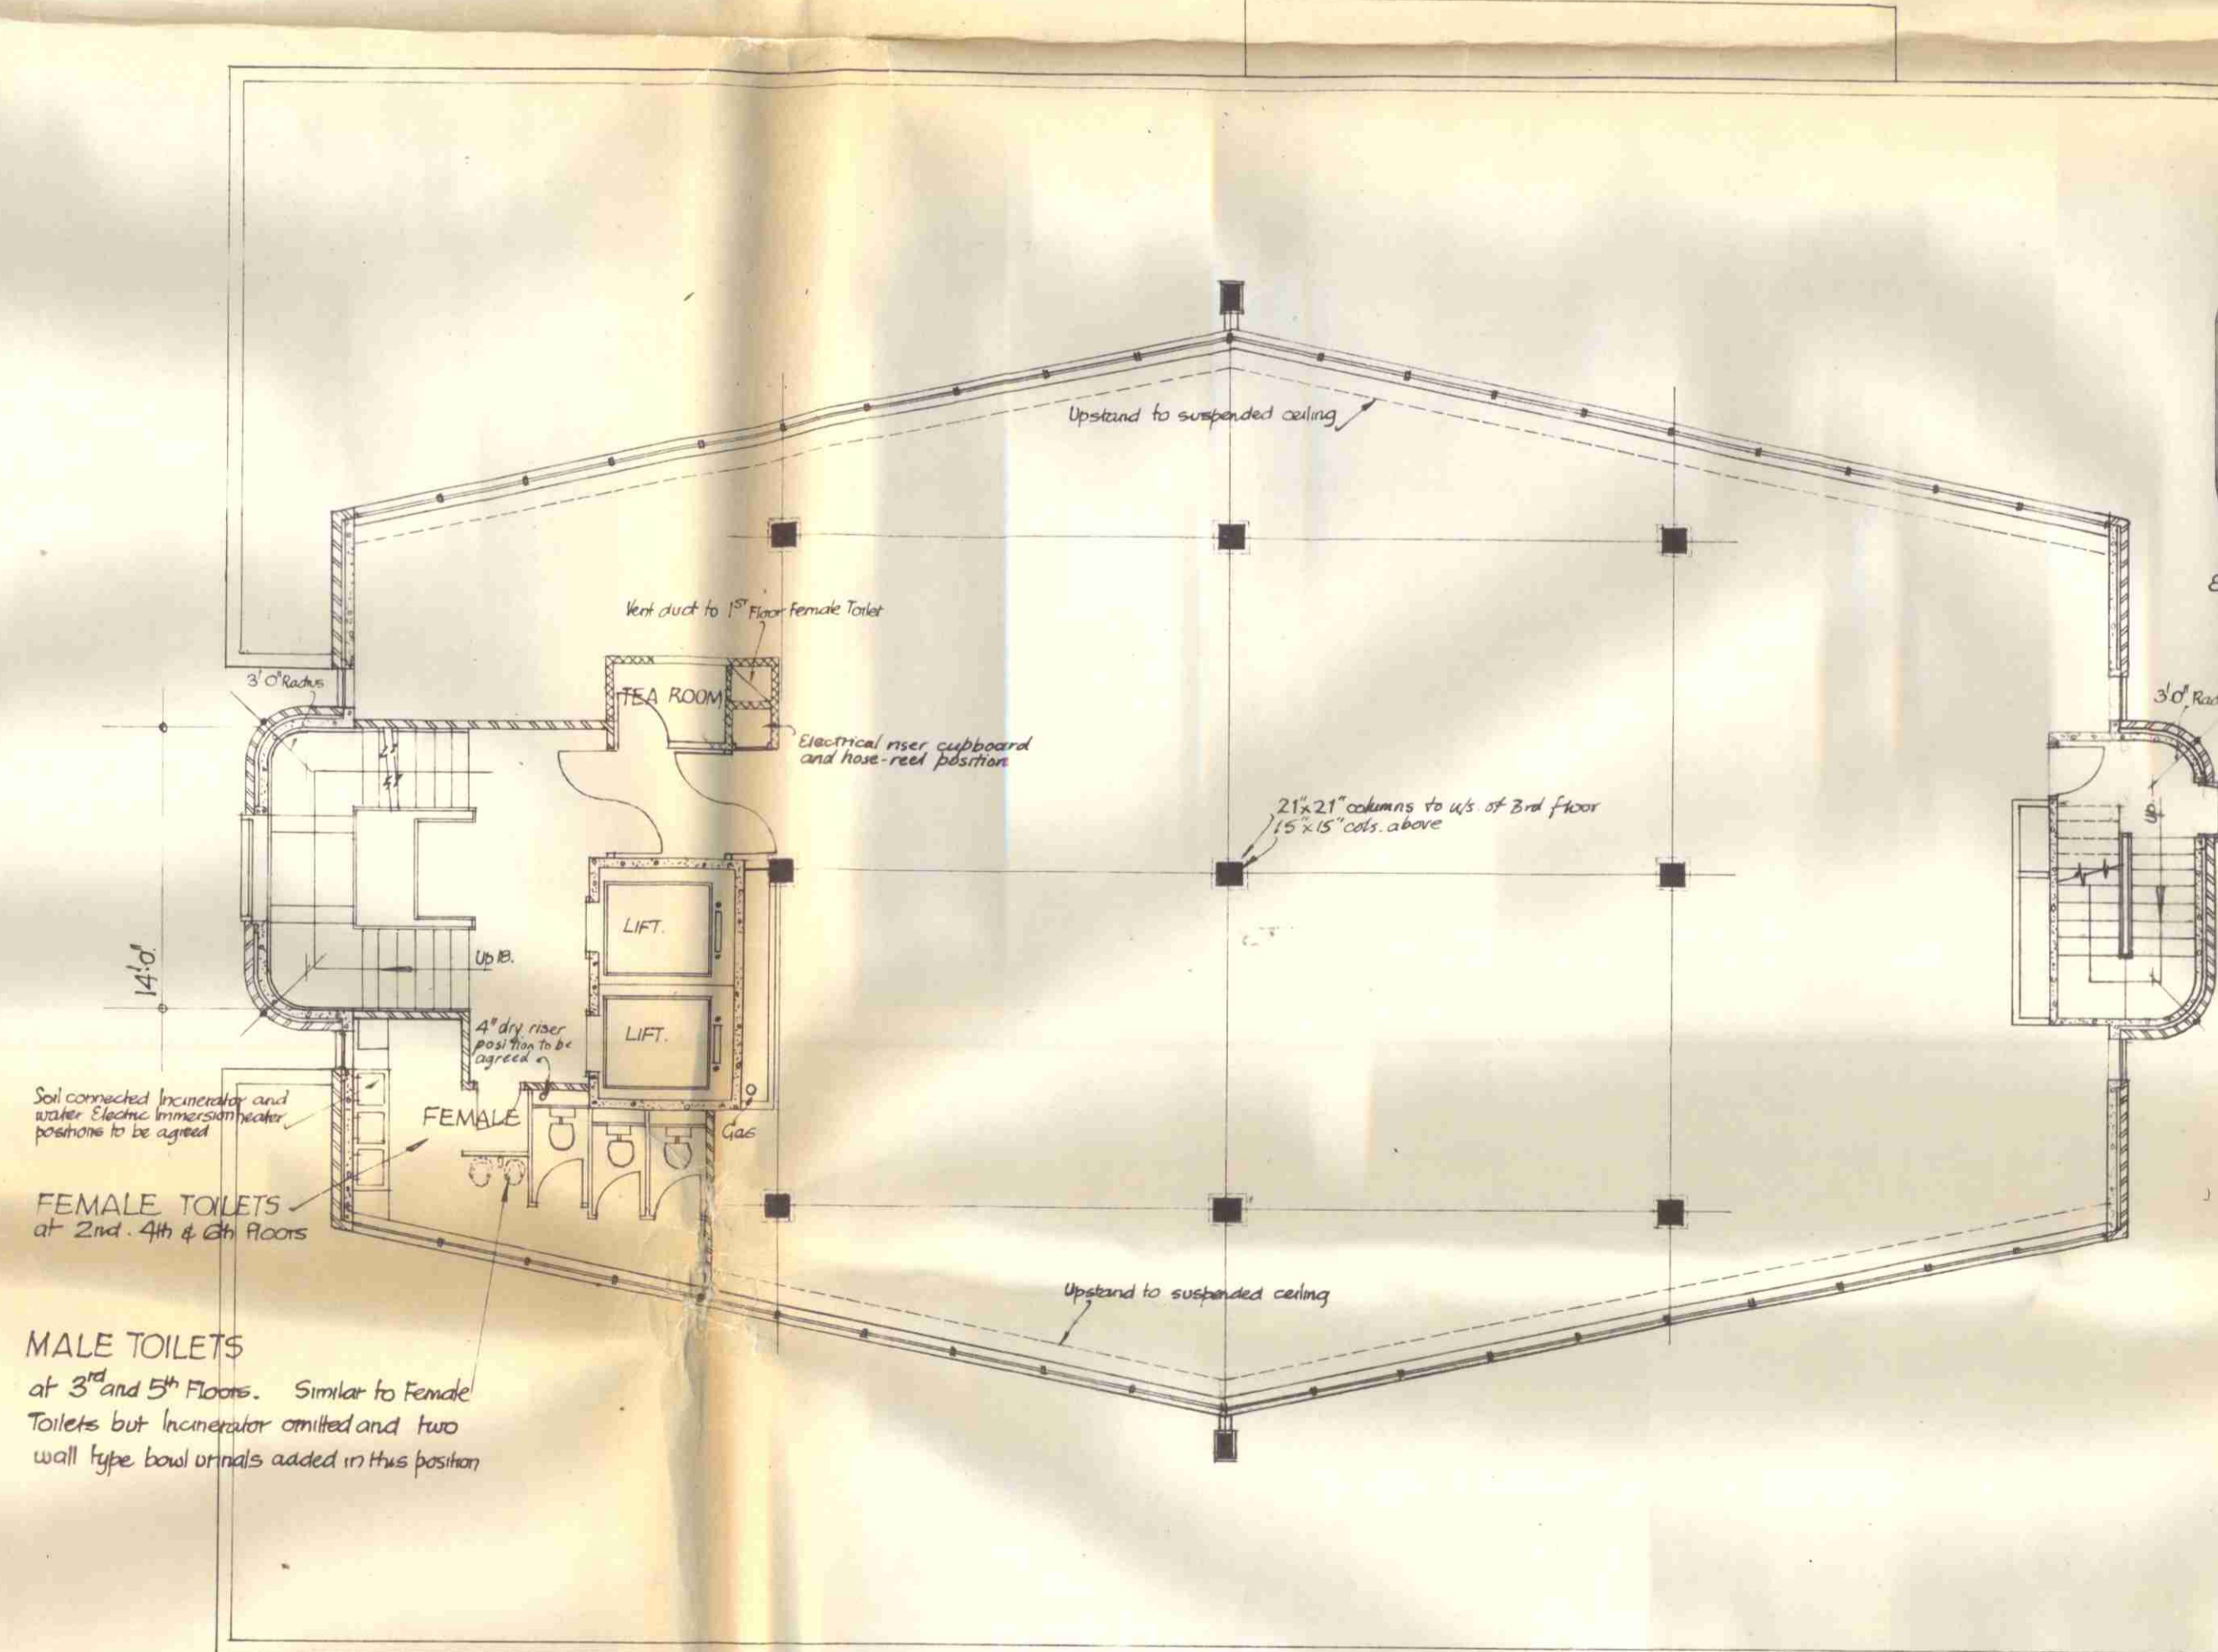 Upstand to suspended ceiling
Vent duct to 1ST Floor Female Toilet
3'0" Radius
TEA ROOM
3'0" Rad
Electrical riser cupboard
and hose-reel position
21"x21" columns to u/s. of 3rd floor
15"x15" cols. above
UP
LIFT.
14'0"
Up 18.
4" dry riser
position to be
agreed
LIFT.
Soil connected Incinerator and
water Electric Immersion heater
positions to be agreed
FEMALE
Gas
FEMALE TOILETS
at 2nd. 4th & 6th Floors
Upstand to suspended ceiling
MALE TOILETS
at 3rd and 5th Floors. Similar to Female
Toilets but Incinerator omitted and two
wall type bowl urinals added in this position